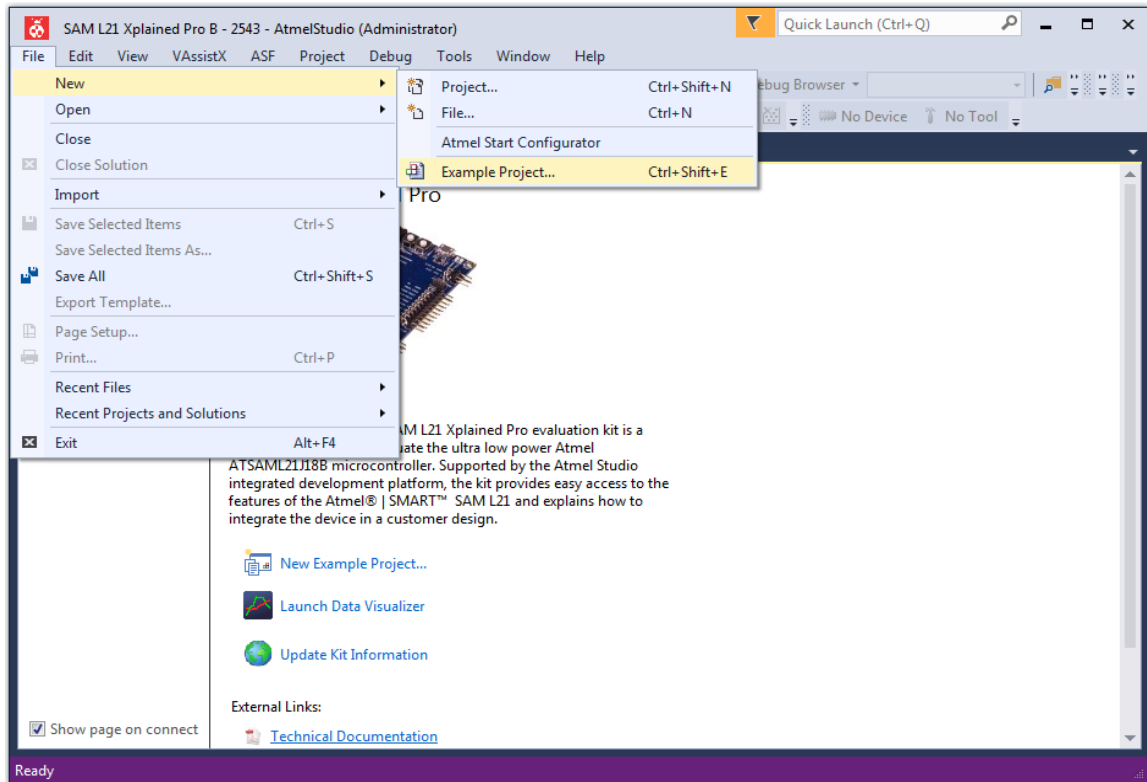 SAM L21 Xplained Pro B - 2543 - AtmelStudio (Administrator)
Quick Launch (Ctrl+Q)
File Edit View VAssistX ASF Project Debug Tools Window Help
New
Open
Close
Close Solution
Import
Save Selected Items Ctrl+S
Save Selected Items As...
Save All Ctrl+Shift+S
Export Template...
Page Setup...
Print... Ctrl+P
Recent Files
Recent Projects and Solutions
Exit Alt+F4
Project... Ctrl+Shift+N
File... Ctrl+N
Atmel Start Configurator
Example Project... Ctrl+Shift+E
Browser
No Device No Tool
Pro
L21 Xplained Pro evaluation kit is a
the ultra low power Atmel
ATSAML21J18B microcontroller. Supported by the Atmel Studio
integrated development platform, the kit provides easy access to the
features of the Atmel® | SMART™ SAM L21 and explains how to
integrate the device in a customer design.
New Example Project...
Launch Data Visualizer
Update Kit Information
External Links:
Technical Documentation
Show page on connect
Ready